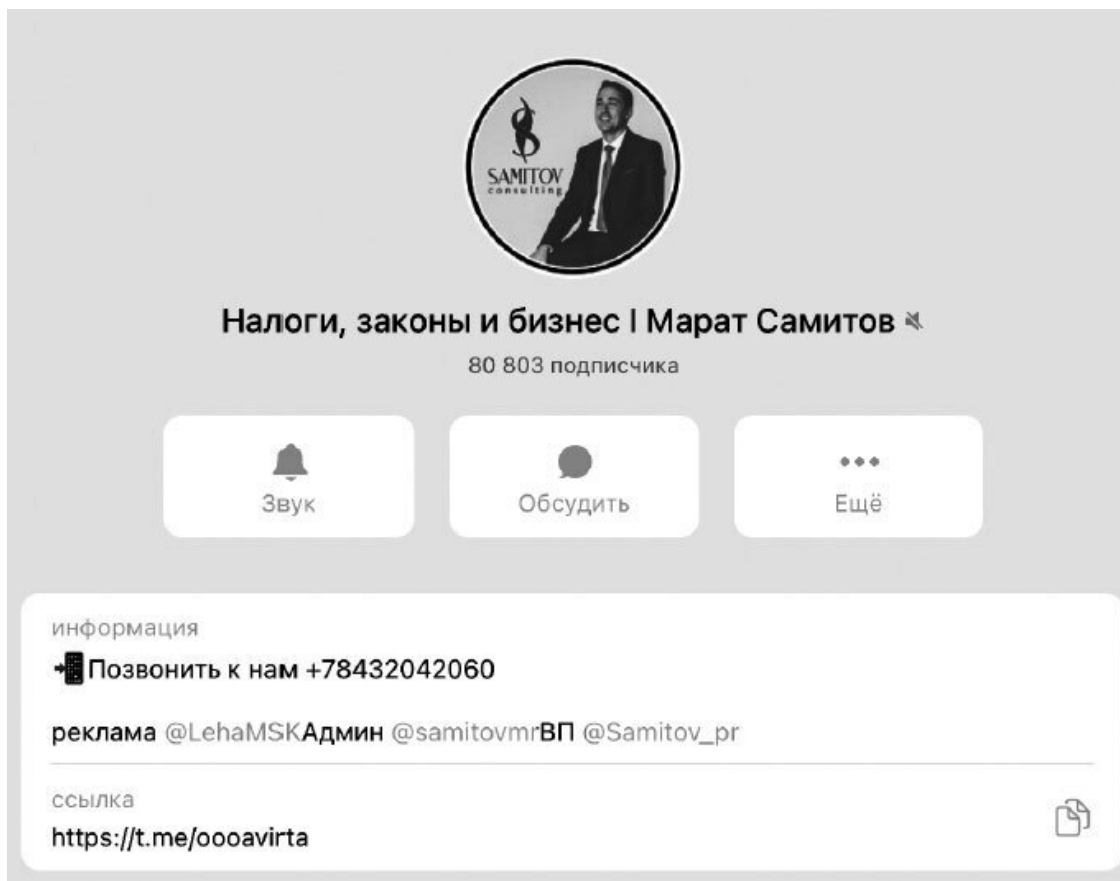 SAMITOV
consulting
Налоги, законы и бизнес I Марат Самитов
80 803 подписчика
Звук
Обсудить
Ещё
информация
Позвонить к нам +78432042060
реклама @LehaMSKАдмин @samitovmrВП @Samitov_pr
ссылка
https://t.me/oooavirta